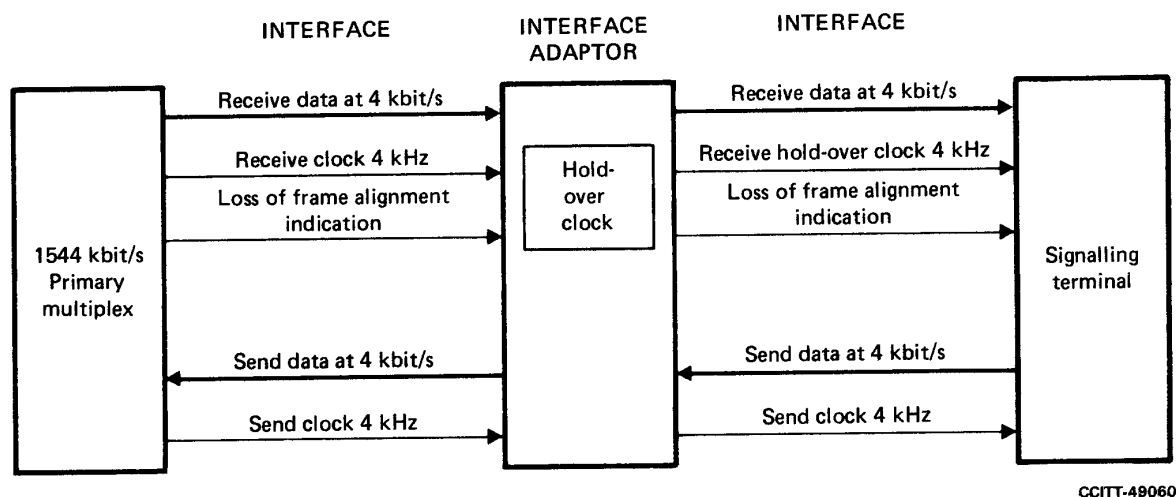 INTERFACE
INTERFACE
ADAPTOR
INTERFACE
Receive data at 4 kbit/s
Receive clock 4 kHz
Loss of frame alignment
indication
Receive data at 4 kbit/s
Receive hold-over clock 4 kHz
Loss of frame alignment
indication
Hold-
over
clock
1544 kbit/s
Primary
multiplex
Signalling
terminal
Send data at 4 kbit/s
Send clock 4 kHz
Send data at 4 kbit/s
Send clock 4 kHz
CCITT-49060